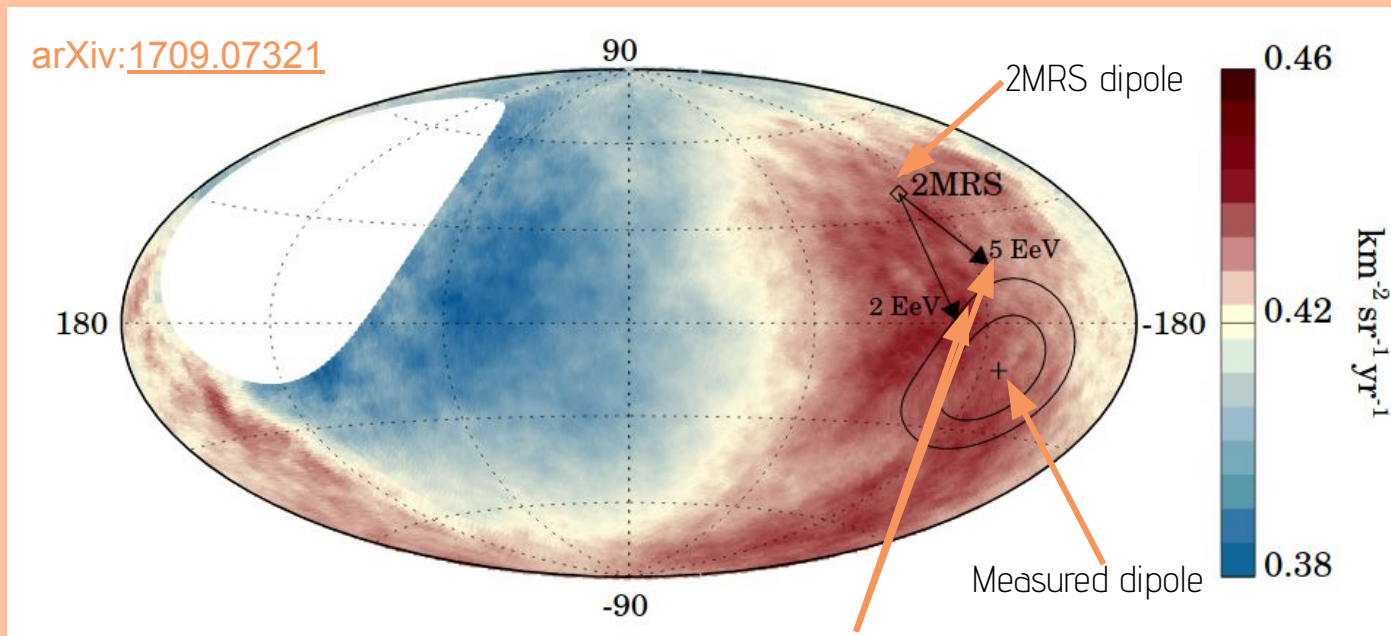 arXiv:1709.07321
90
0.46
2MRS dipole
2MRS
5 EeV
2 EeV
180
-180
0.42
km⁻² sr⁻¹ yr⁻¹
Measured dipole
0.38
-90